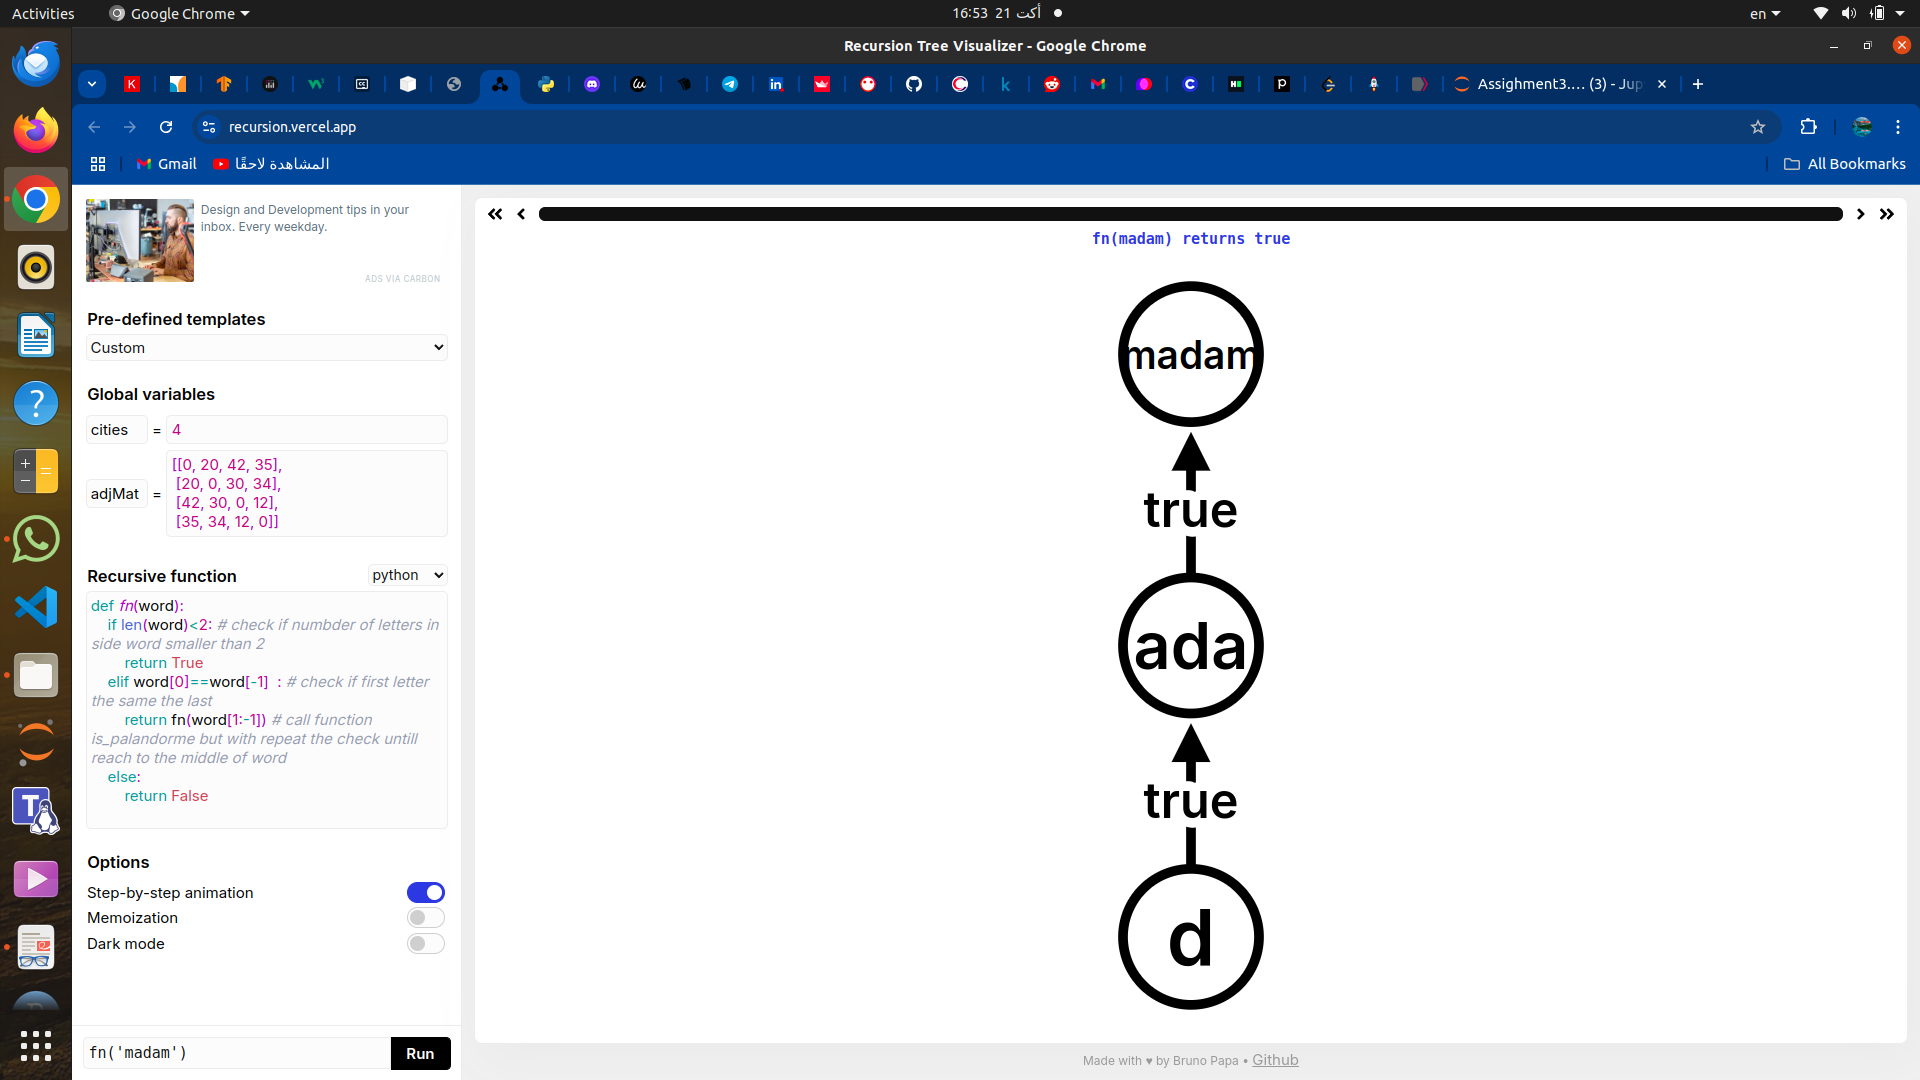 Activities
Google Chrome
16:53 21 أكت
en
Recursion Tree Visualizer - Google Chrome
Assighment3.... (3) - Jup
recursion.vercel.app
Gmail
المشاهدة لاحقًا
All Bookmarks
Design and Development tips in your
inbox. Every weekday.
ADS VIA CARBON
Pre-defined templates
Custom
Global variables
cities = 4
adjMat = [[0, 20, 42, 35],
[20, 0, 30, 34],
[42, 30, 0, 12],
[35, 34, 12, 0]]
Recursive function
python
def fn(word):
if len(word)<2: # check if numbder of letters in
side word smaller than 2
return True
elif word[0]==word[-1] : # check if first letter
the same the last
return fn(word[1:-1]) # call function
is_palandorme but with repeat the check untill
reach to the middle of word
else:
return False
Options
Step-by-step animation
Memoization
Dark mode
fn('madam')
Run
fn(madam) returns true
madam
true
ada
true
d
Made with ♥ by Bruno Papa • Github